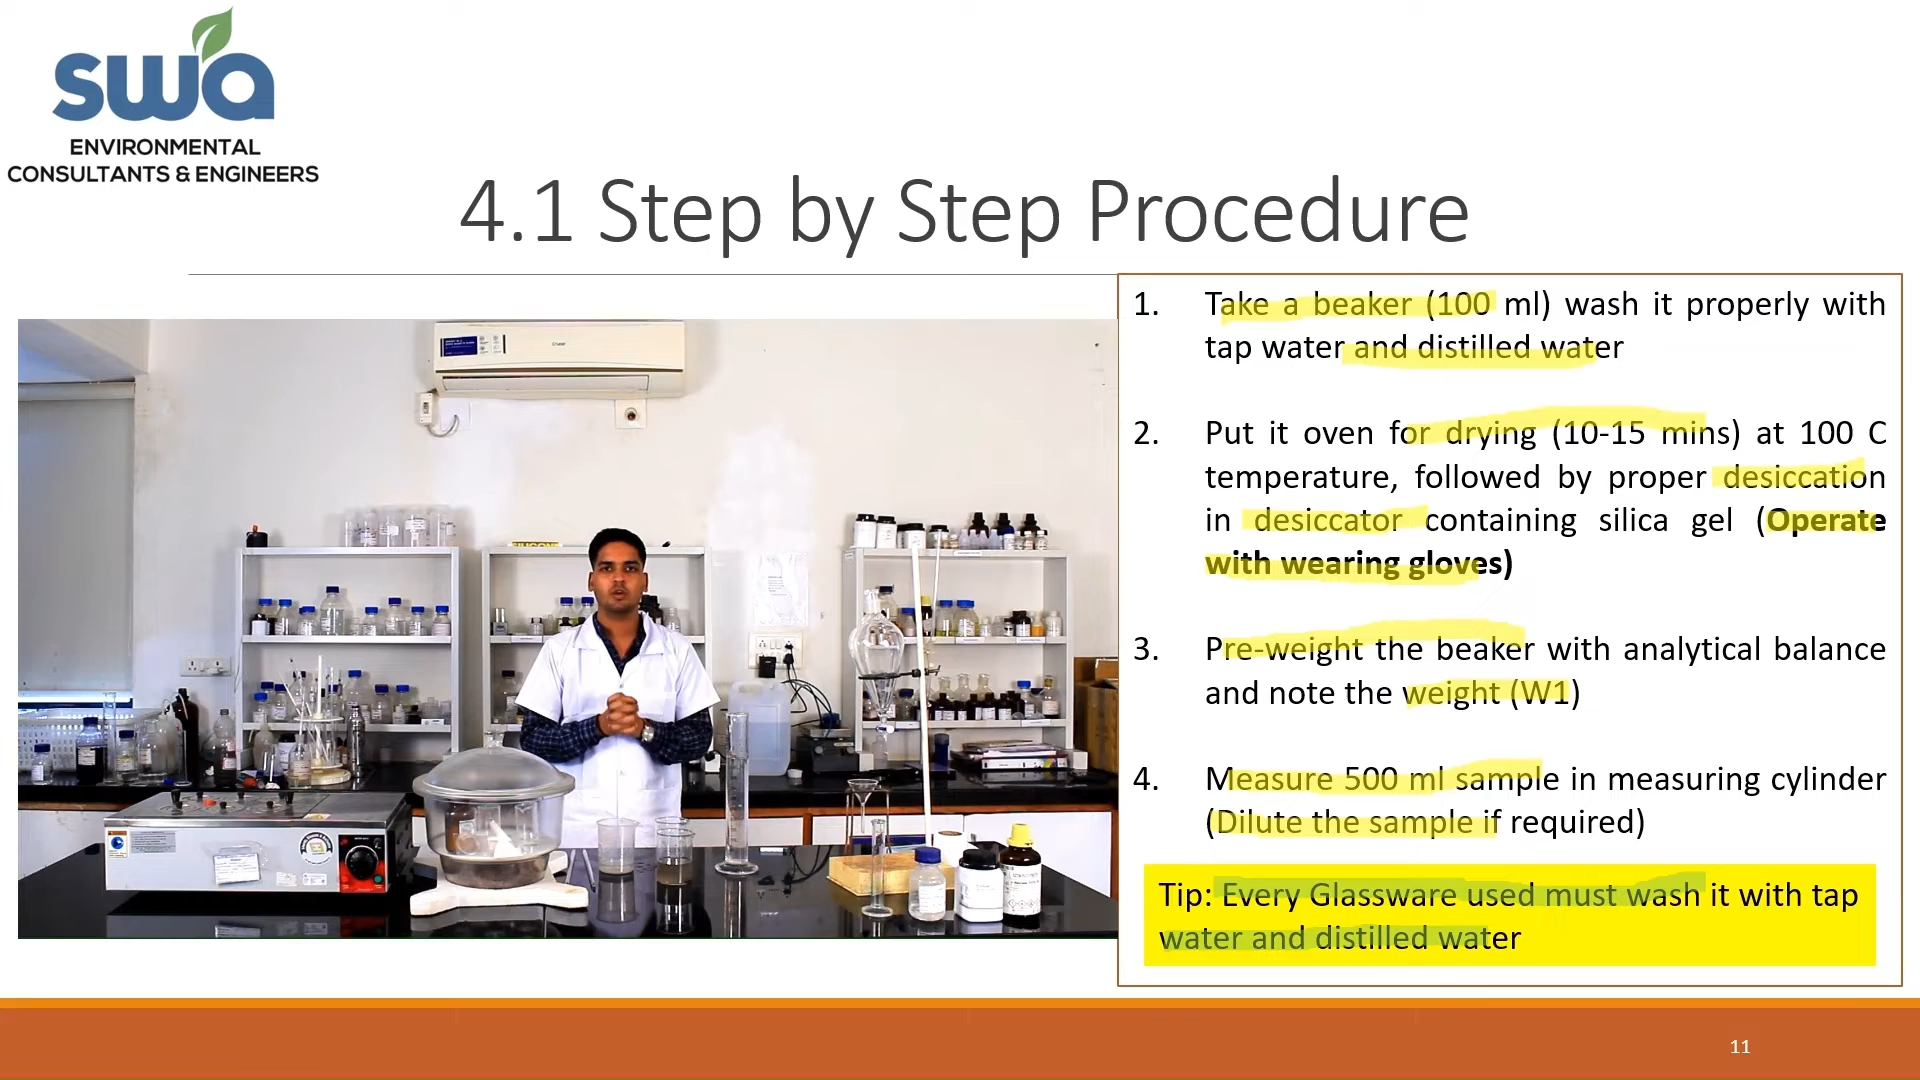 swa
ENVIRONMENTAL
CONSULTANTS & ENGINEERS
4.1 Step by Step Procedure
1. Take a beaker (100 ml) wash it properly with
tap water and distilled water
2. Put it oven for drying (10-15 mins) at 100 C
temperature, followed by proper desiccation
in desiccator containing silica gel (Operate
with wearing gloves)
3. Pre-weight the beaker with analytical balance
and note the weight (W1)
4. Measure 500 ml sample in measuring cylinder
(Dilute the sample if required)
Tip: Every Glassware used must wash it with tap
water and distilled water
11